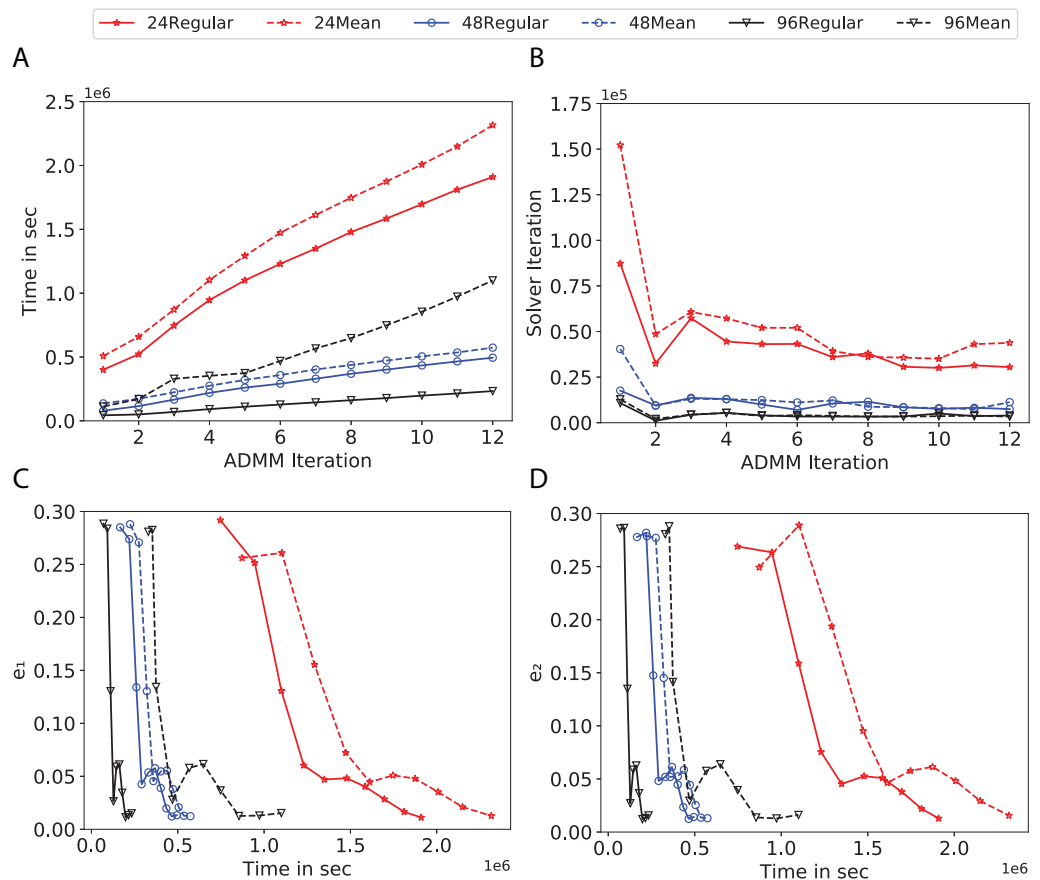 24Regular 24Mean 48Regular 48Mean 96Regular 96Mean
A
1e6
2.5
2.0
1.5
1.0
0.5
0.0
Time in sec
2 4 6 8 10 12
ADMM Iteration
B
1e5
1.75
1.50
1.25
1.00
0.75
0.50
0.25
0.00
Solver Iteration
2 4 6 8 10 12
ADMM Iteration
C
0.30
0.25
0.20
0.15
0.10
0.05
0.00
e₁
0.0 0.5 1.0 1.5 2.0
Time in sec
1e6
D
0.30
0.25
0.20
0.15
0.10
0.05
0.00
e₂
0.0 0.5 1.0 1.5 2.0
Time in sec
1e6